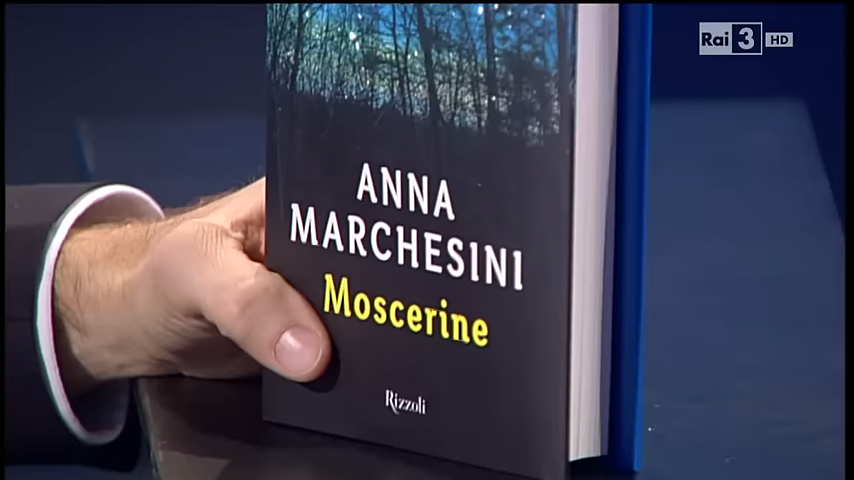 Rai 3 HD
ANNA
MARCHESINI
Moscerine
Rizzoli